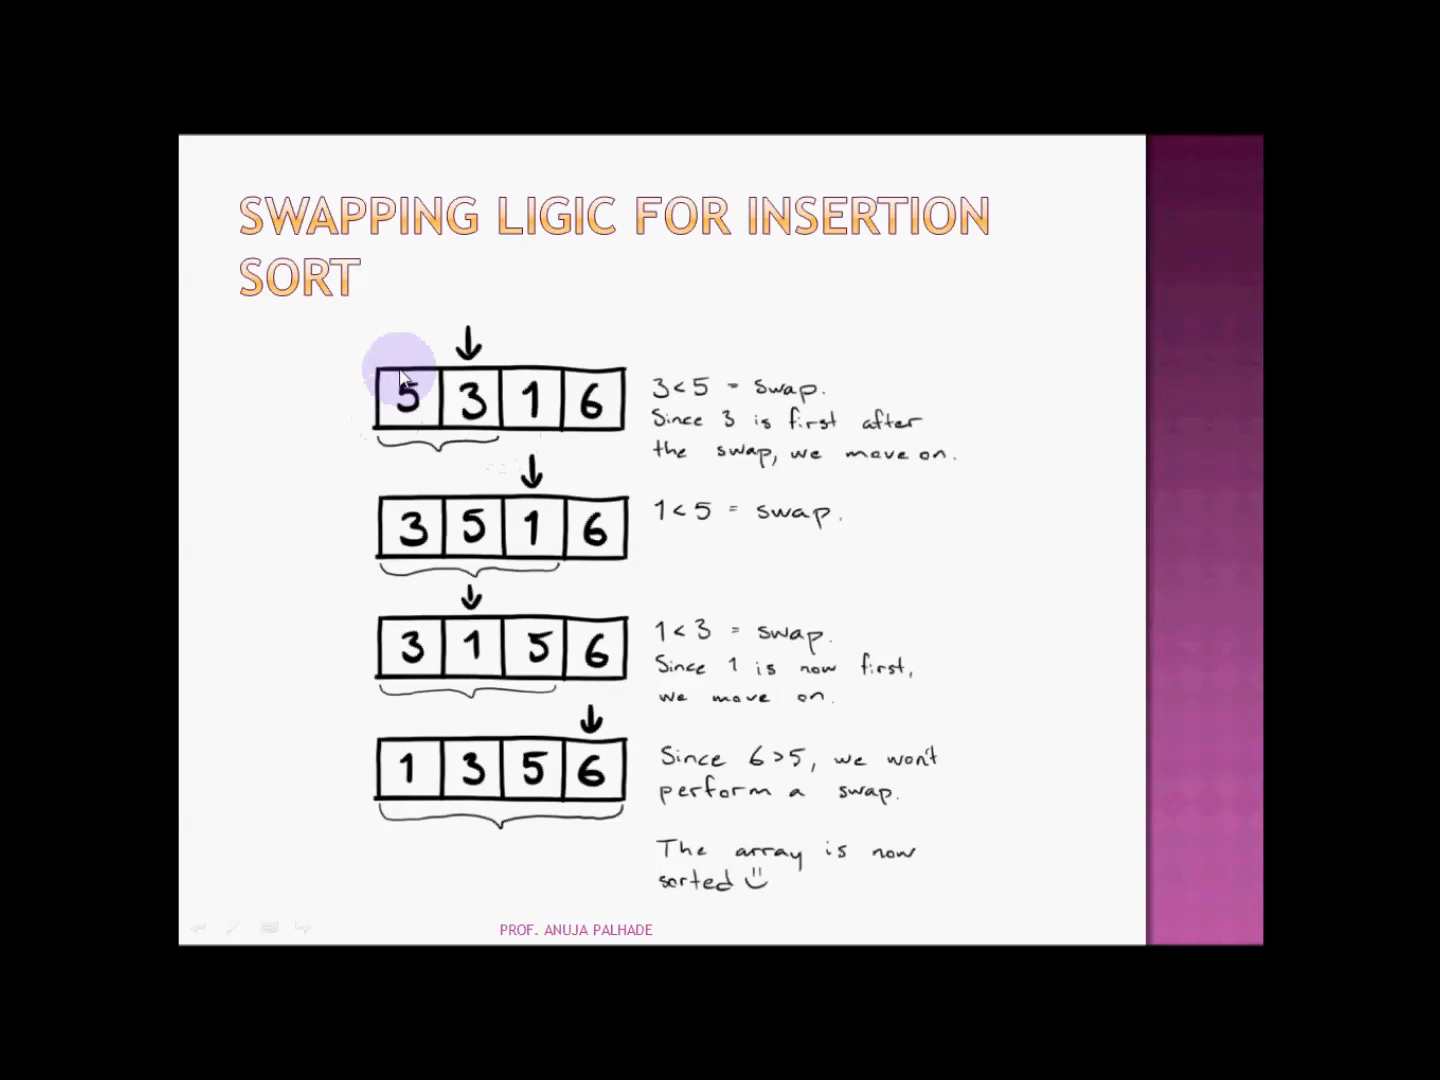 SWAPPING LIGIC FOR INSERTION
SORT
5 3 1 6
3<5 = swap.
Since 3 is first after
the swap, we move on.
3 5 1 6
1<5 = swap.
3 1 5 6
1<3 = swap.
Since 1 is now first,
we move on.
1 3 5 6
Since 6>5, we won't
perform a swap.
The array is now
sorted
PROF. ANUJA PALHADE